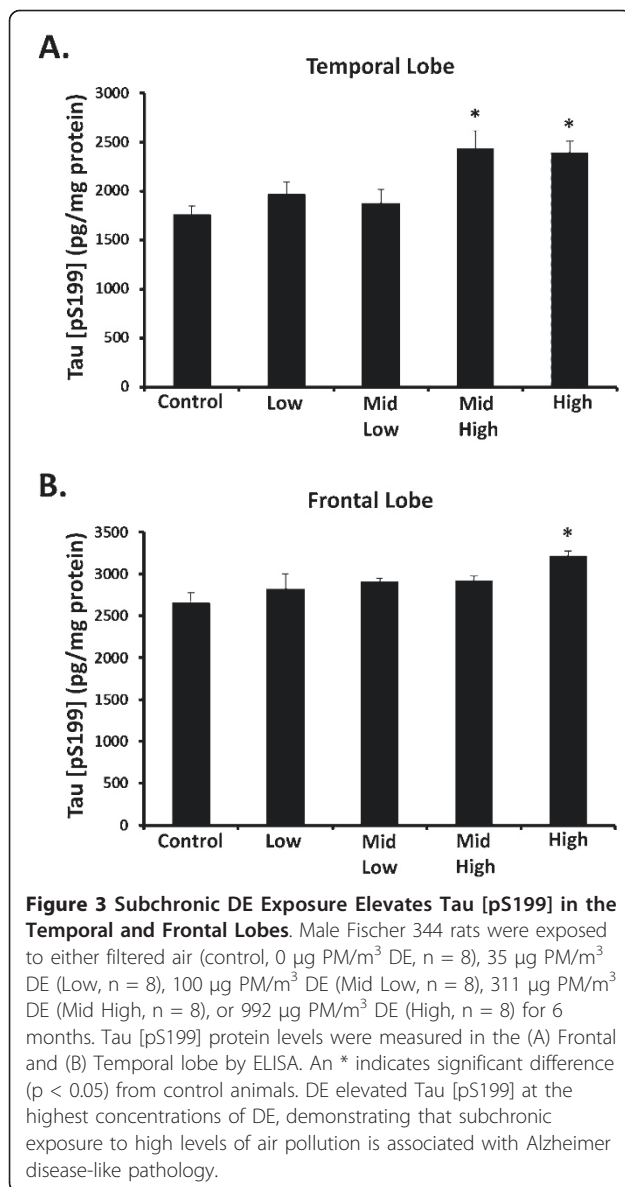 A.
Temporal Lobe
Tau [pS199] (pg/mg protein)
3000
2500
2000
1500
1000
500
0
*
*
Control
Low
Mid Low
Mid High
High
B.
Frontal Lobe
Tau [pS199] (pg/mg protein)
3500
3000
2500
2000
1500
1000
500
0
*
Control
Low
Mid Low
Mid High
High
Figure 3 Subchronic DE Exposure Elevates Tau [pS199] in the
Temporal and Frontal Lobes. Male Fischer 344 rats were exposed
to either filtered air (control, 0 μg PM/m³ DE, n = 8), 35 μg PM/m³
DE (Low, n = 8), 100 μg PM/m³ DE (Mid Low, n = 8), 311 μg PM/m³
DE (Mid High, n = 8), or 992 μg PM/m³ DE (High, n = 8) for 6
months. Tau [pS199] protein levels were measured in the (A) Frontal
and (B) Temporal lobe by ELISA. An * indicates significant difference
(p < 0.05) from control animals. DE elevated Tau [pS199] at the
highest concentrations of DE, demonstrating that subchronic
exposure to high levels of air pollution is associated with Alzheimer
disease-like pathology.